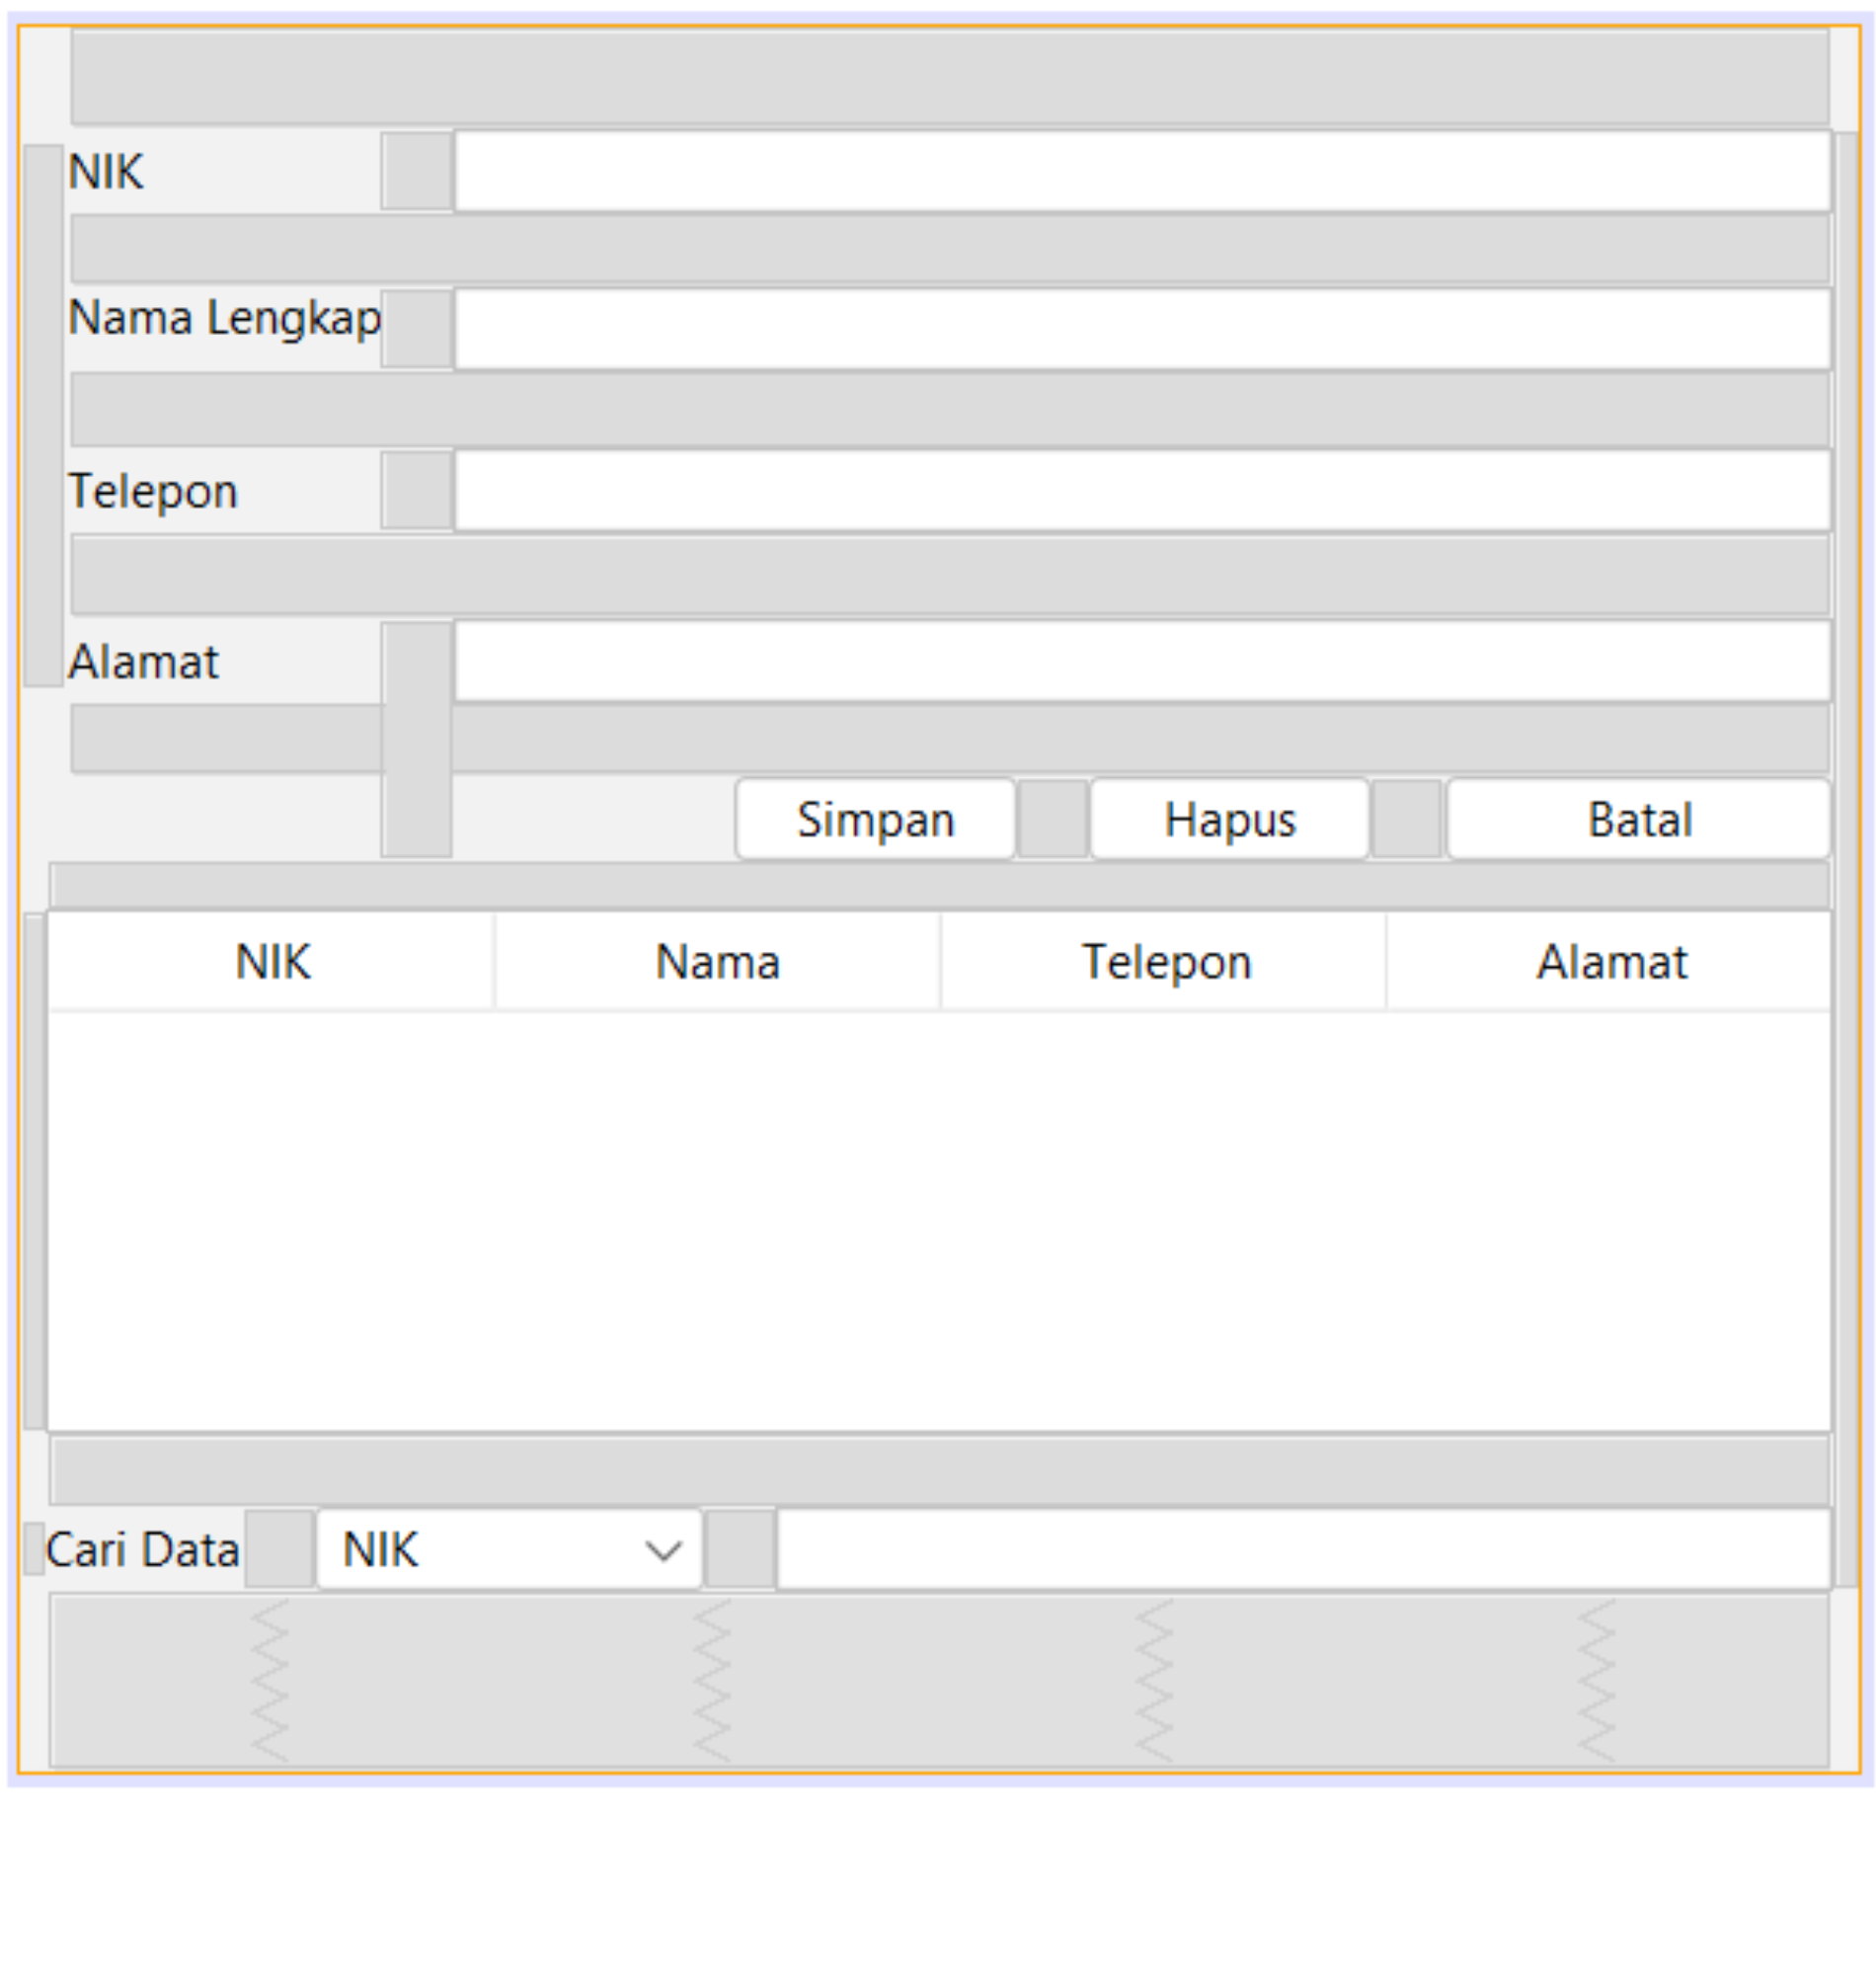 NIK
Nama Lengkap
Telepon
Alamat
Simpan Hapus Batal
NIK Nama Telepon Alamat
Cari Data NIK